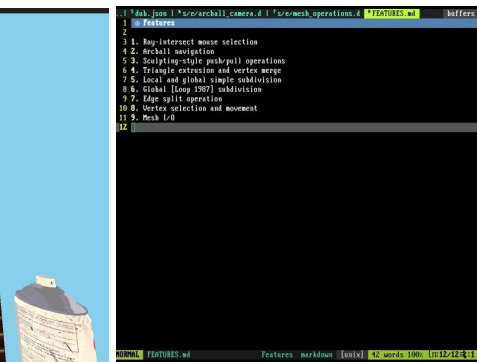 ..| *dub.json | *s/e/arcball_camera.d | *s/e/mesh_operations.d *FEATURES.md buffers
1 Features
2
3 1. Ray-intersect mouse selection
4 2. Arcball navigation
5 3. Sculpting-style push/pull operations
6 4. Triangle extrusion and vertex merge
7 5. Local and global simple subdivision
8 6. Global [Loop 1987] subdivision
9 7. Edge split operation
10 8. Vertex selection and movement
11 9. Mesh I/O
12
NORMAL FEATURES.md Features markdown [unix] 42 words 100% 12/12 :1